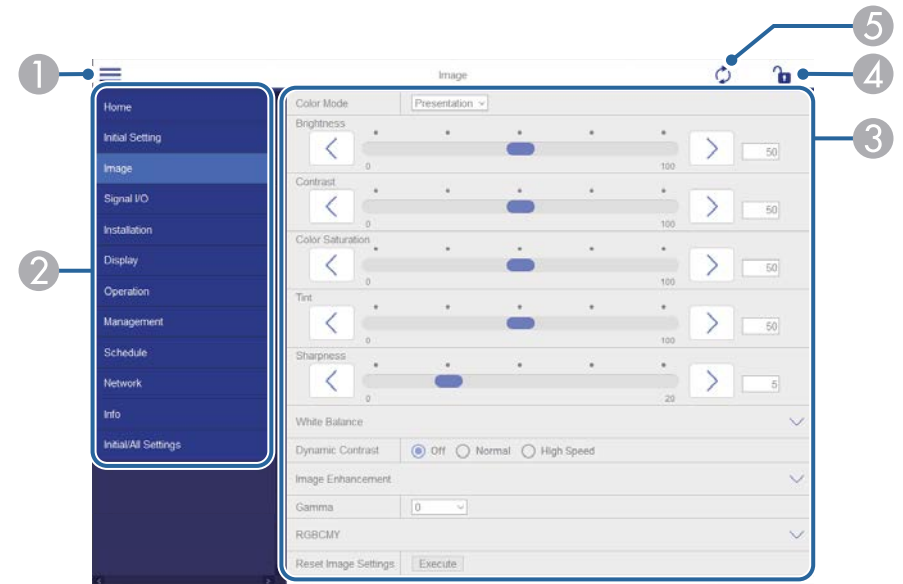 5
1
Image
4
Home
Initial Setting
Image
Signal I/O
Installation
Display
Operation
Management
Schedule
Network
Info
Initial/All Settings
2
Color Mode
Presentation
Brightness
0
100
50
3
Contrast
0
100
50
Color Saturation
0
100
50
Tint
0
100
50
Sharpness
0
20
5
White Balance
Dynamic Contrast
Off
Normal
High Speed
Image Enhancement
Gamma
0
RGBCMY
Reset Image Settings
Execute